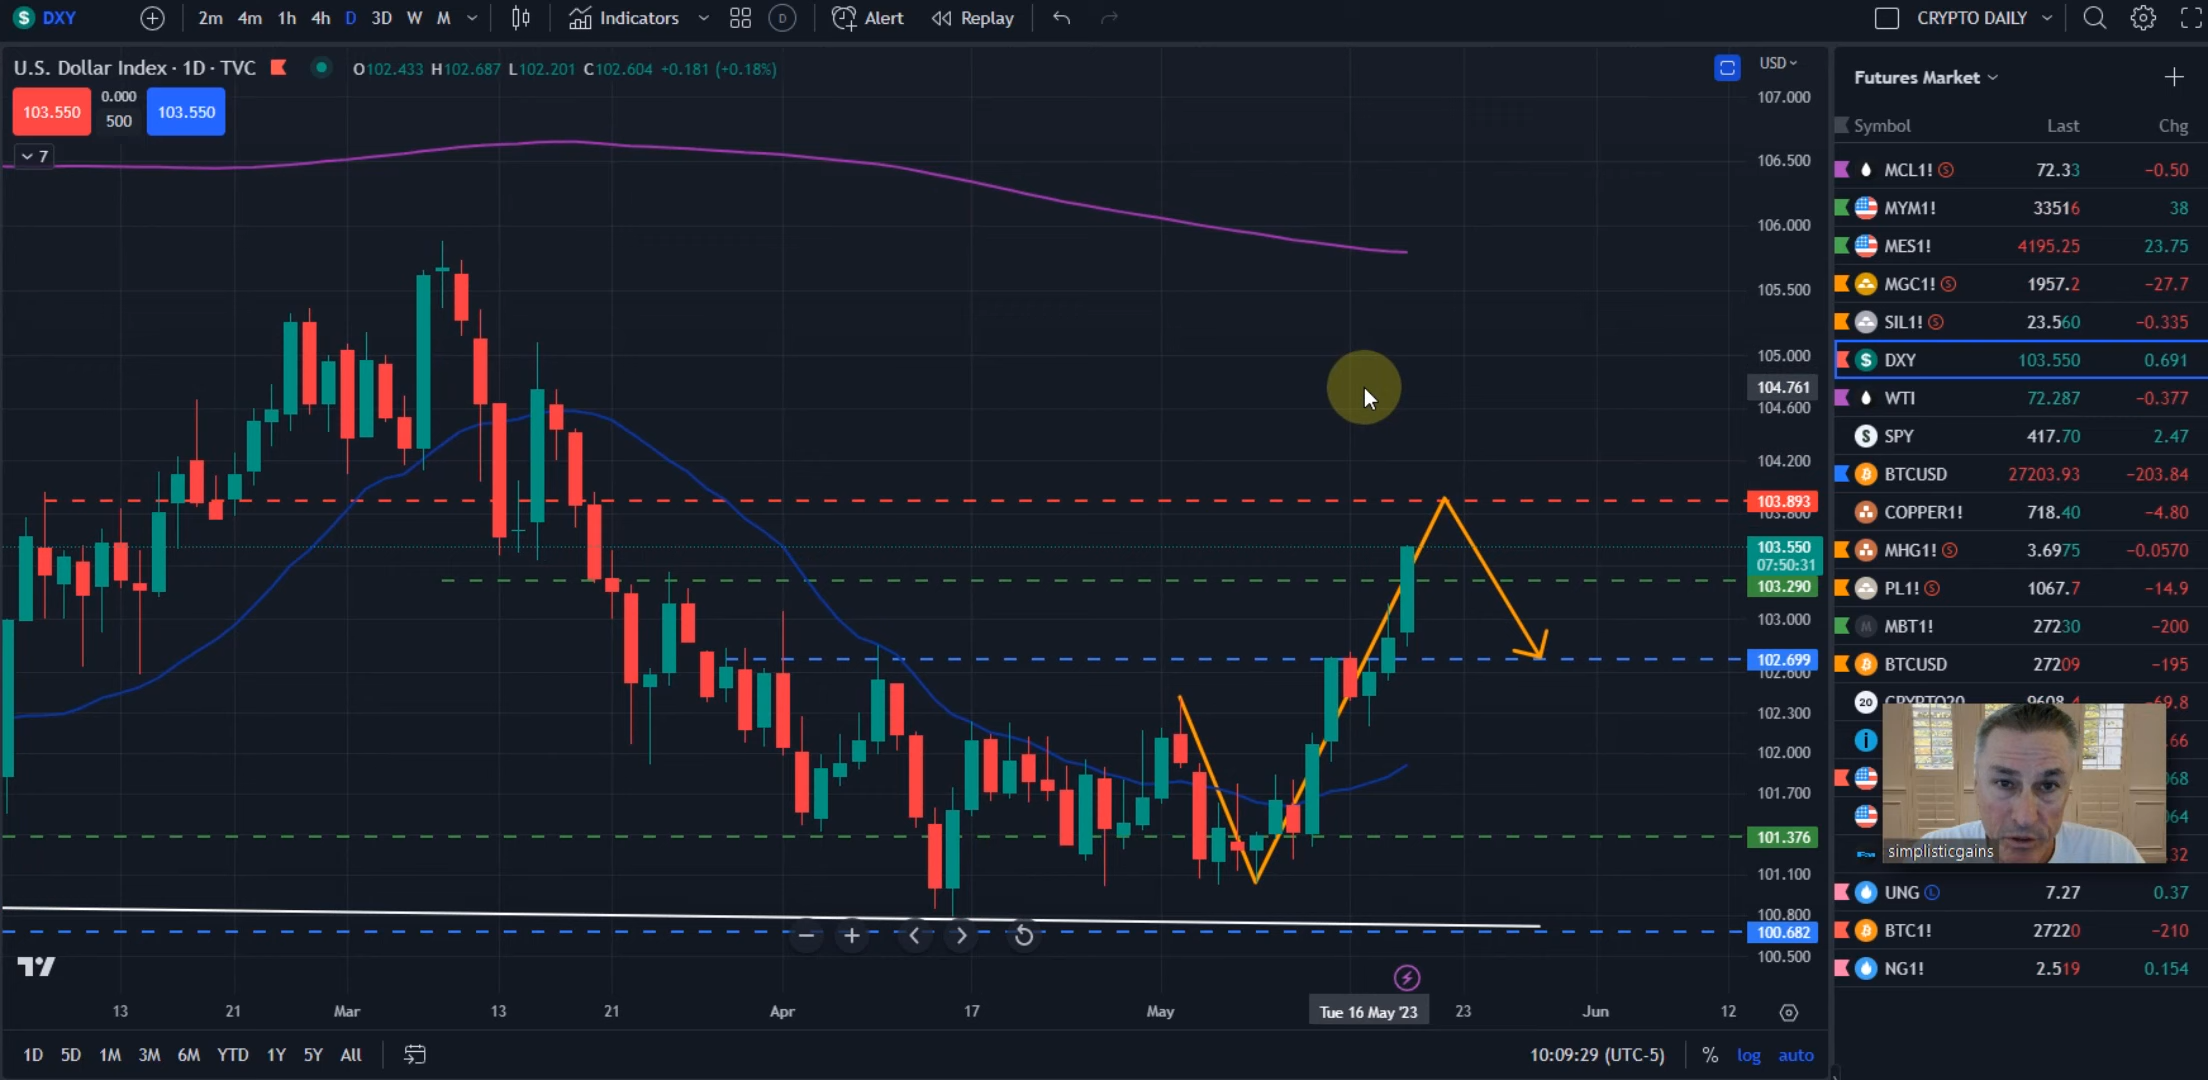 DXY
2m 4m 1h 4h D 3D W M
Indicators
D
Alert
Replay
CRYPTO DAILY
U.S. Dollar Index · 1D · TVC
O102.433 H102.687 L102.201 C102.604 +0.181 (+0.18%)
103.550
0.000
500
103.550
7
USD
107.000
106.500
106.000
105.500
105.000
104.761
104.600
104.200
103.893
103.800
103.550
07:50:31
103.290
103.000
102.699
102.600
102.300
102.000
101.700
101.376
101.100
100.800
100.682
100.500
13 21 Mar 13 21 Apr 17 May Tue 16 May '23 23 Jun 12
1D 5D 1M 3M 6M YTD 1Y 5Y All
10:09:29 (UTC-5)
%
log
auto
Futures Market
Symbol Last Chg
MCL1! S 72.33 −0.50
MYM1! 33516 38
MES1! 4195.25 23.75
MGC1! S 1957.2 −27.7
SIL1! S 23.560 −0.335
DXY 103.550 0.691
WTI 72.287 −0.377
SPY 417.70 2.47
BTCUSD 27203.93 −203.84
COPPER1! 718.40 −4.80
MHG1! S 3.6975 −0.0570
PL1! S 1067.7 −14.9
MBT1! 27230 −200
BTCUSD 27209 −195
20 CRYPTO20 9608.4 −69.8
.66
068
064
.32
simplisticgains
UNG L 7.27 0.37
BTC1! 27220 −210
NG1! 2.519 0.154